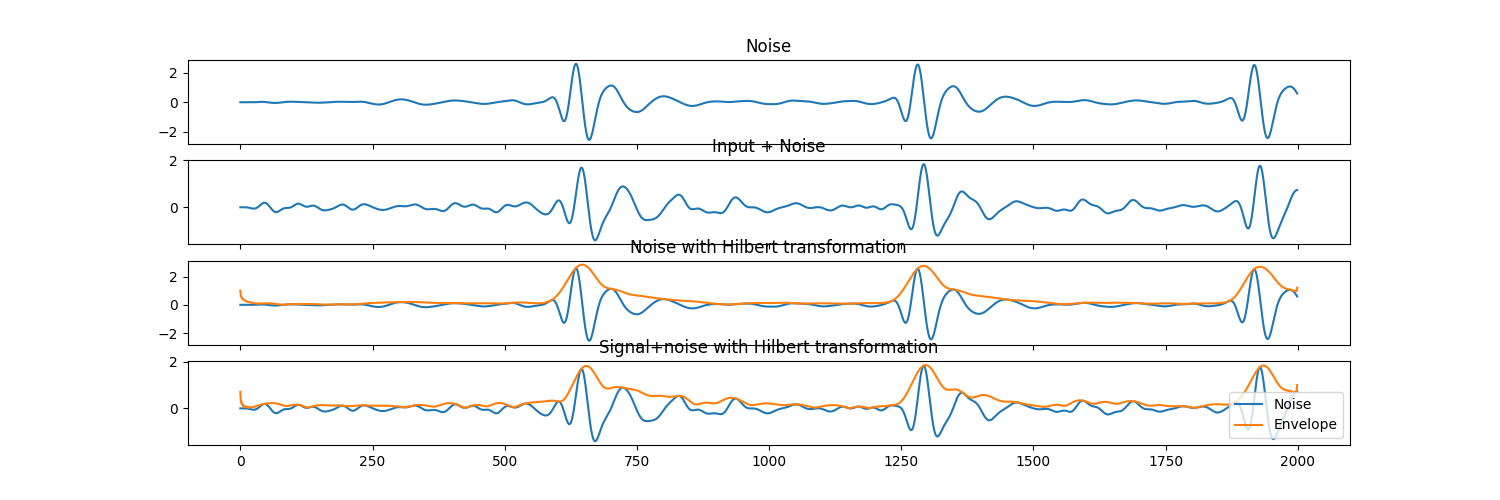 Noise
2
0
−2
Input + Noise
2
0
Noise with Hilbert transformation
2
0
−2
Signal+noise with Hilbert transformation
2
0
Noise
Envelope
0 250 500 750 1000 1250 1500 1750 2000